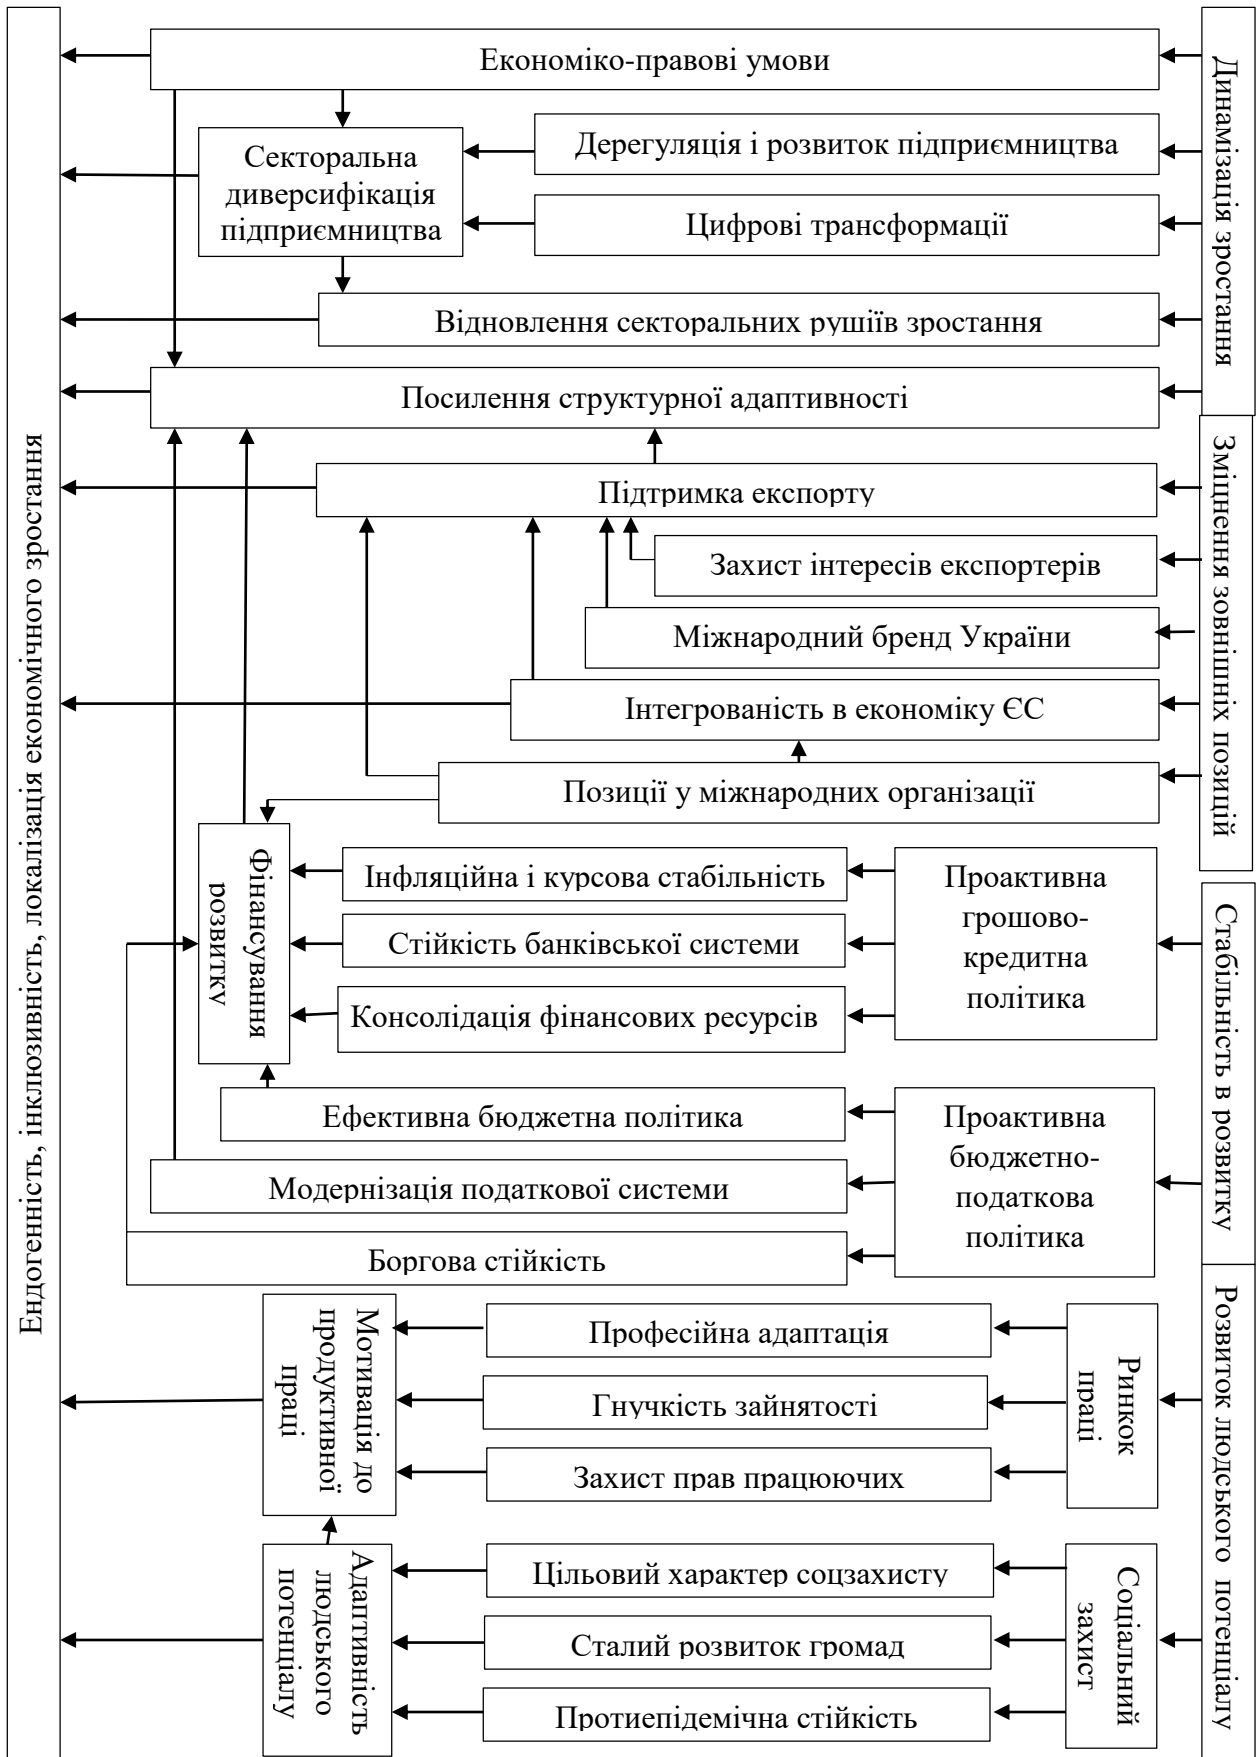 Ендогенність, інклюзивність, локалізація економічного зростання
Динамізація зростання
Економіко-правові умови
Секторальна
диверсифікація
підприємництва
Дерегуляція і розвиток підприємництва
Цифрові трансформації
Відновлення секторальних рушіїв зростання
Посилення структурної адаптивності
Зміцнення зовнішніх позицій
Підтримка експорту
Захист інтересів експортерів
Міжнародний бренд України
Інтегрованість в економіку ЄС
Позиції у міжнародних організації
Стабільність в розвитку
Фінансування
розвитку
Інфляційна і курсова стабільність
Стійкість банківської системи
Консолідація фінансових ресурсів
Проактивна
грошово-
кредитна
політика
Ефективна бюджетна політика
Модернізація податкової системи
Боргова стійкість
Проактивна
бюджетно-
податкова
політика
Розвиток людського потенціалу
Мотивація до
продуктивної
праці
Професійна адаптація
Гнучкість зайнятості
Захист прав працюючих
Ринкок
праці
Адаптивність
людського
потенціалу
Цільовий характер соцзахисту
Сталий розвиток громад
Протиепідемічна стійкість
Соціальний
захист